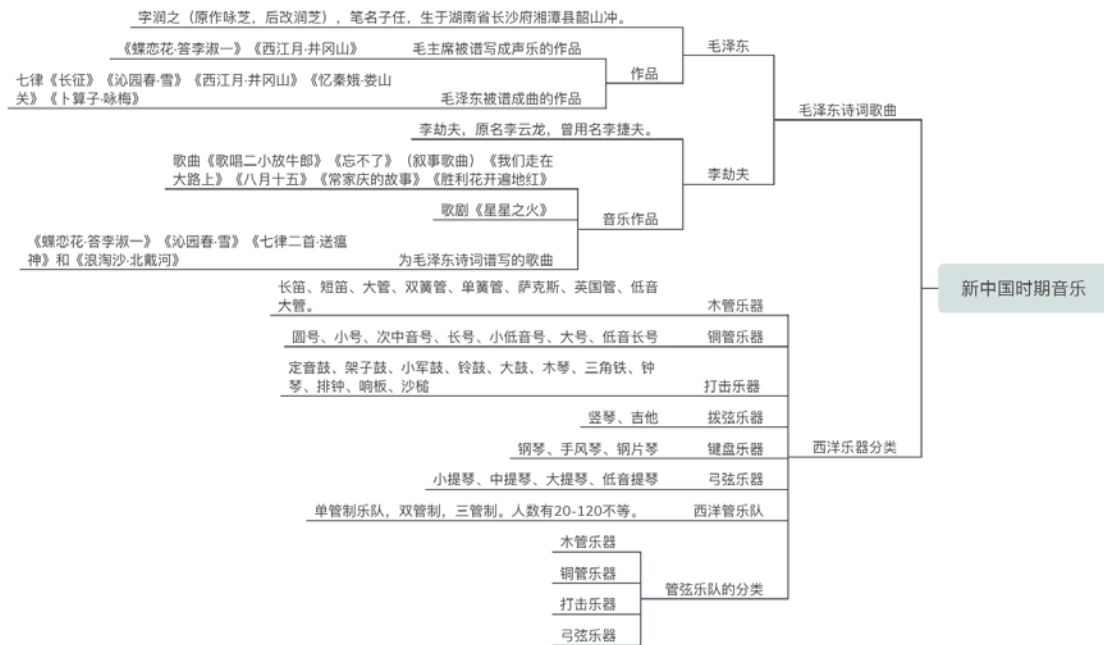 新中国时期音乐
毛泽东诗词歌曲
毛泽东
字润之（原作咏芝，后改润芝），笔名子任，生于湖南省长沙府湘潭县韶山冲。
作品
毛主席被谱写成声乐的作品
《蝶恋花·答李淑一》《西江月·井冈山》
毛泽东被谱成曲的作品
七律《长征》《沁园春·雪》《西江月·井冈山》《忆秦娥·娄山
关》《卜算子·咏梅》
李劫夫
李劫夫，原名李云龙，曾用名李捷夫。
音乐作品
歌曲《歌唱二小放牛郎》《忘不了》（叙事歌曲）《我们走在
大路上》《八月十五》《常家庆的故事》《胜利花开遍地红》
歌剧《星星之火》
为毛泽东诗词谱写的歌曲
《蝶恋花·答李淑一》《沁园春·雪》《七律二首·送瘟
神》和《浪淘沙·北戴河》
西洋乐器分类
木管乐器
长笛、短笛、大管、双簧管、单簧管、萨克斯、英国管、低音
大管。
铜管乐器
圆号、小号、次中音号、长号、小低音号、大号、低音长号
打击乐器
定音鼓、架子鼓、小军鼓、铃鼓、大鼓、木琴、三角铁、钟
琴、排钟、响板、沙槌
拨弦乐器
竖琴、吉他
键盘乐器
钢琴、手风琴、钢片琴
弓弦乐器
小提琴、中提琴、大提琴、低音提琴
西洋管乐队
单管制乐队，双管制，三管制。人数有20-120不等。
管弦乐队的分类
木管乐器
铜管乐器
打击乐器
弓弦乐器